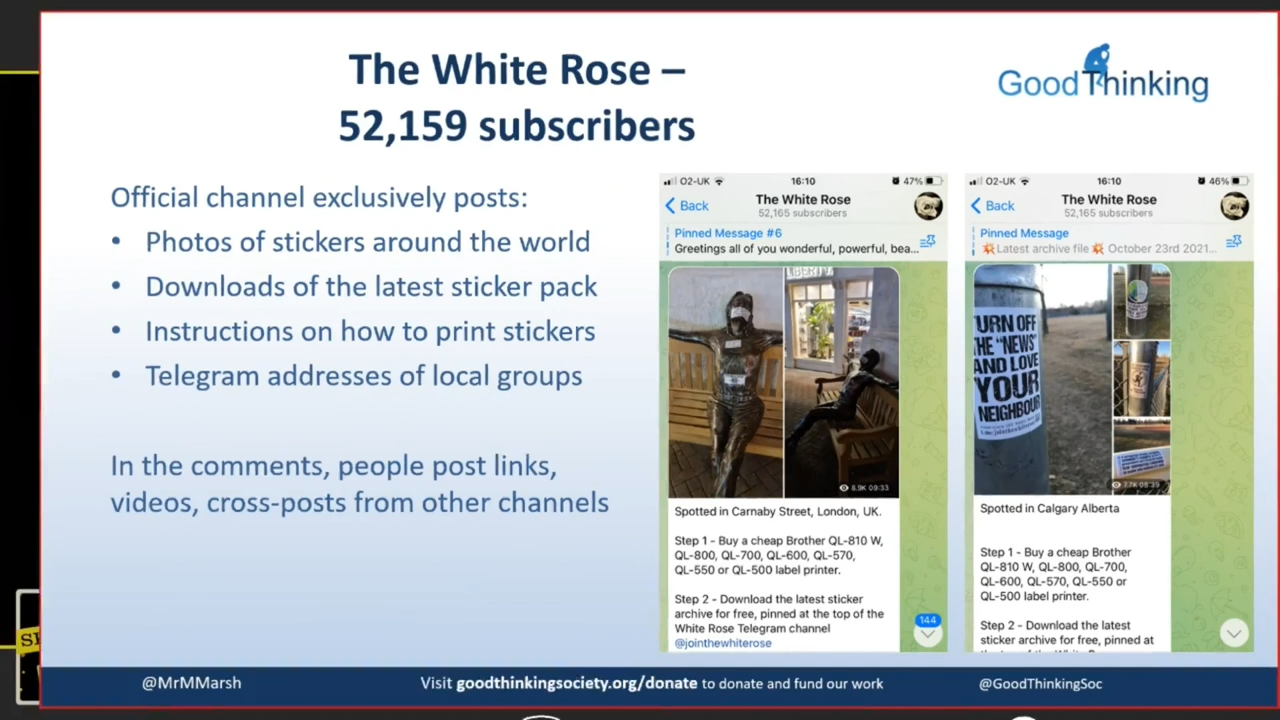 The White Rose –
52,159 subscribers
GoodThinking
Official channel exclusively posts:
• Photos of stickers around the world
• Downloads of the latest sticker pack
• Instructions on how to print stickers
• Telegram addresses of local groups
In the comments, people post links,
videos, cross-posts from other channels
O2-UK 16:10 47%
Back The White Rose
52,165 subscribers
Pinned Message #6
Greetings all of you wonderful, powerful, bea...
LIBERTY
8.9K 09:33
Spotted in Carnaby Street, London, UK.
Step 1 - Buy a cheap Brother QL-810 W,
QL-800, QL-700, QL-600, QL-570,
QL-550 or QL-500 label printer.
Step 2 - Download the latest sticker
archive for free, pinned at the top of the
White Rose Telegram channel
@jointhewhiterose
144
O2-UK 16:10 46%
Back The White Rose
52,165 subscribers
Pinned Message
💥Latest archive file💥 October 23rd 2021...
TURN OFF
THE "NEWS"
AND LOVE
YOUR
NEIGHBOUR
7.7K 08:39
Spotted in Calgary Alberta
Step 1 - Buy a cheap Brother
QL-810 W, QL-800, QL-700,
QL-600, QL-570, QL-550 or
QL-500 label printer.
Step 2 - Download the latest
sticker archive for free, pinned at
@MrMMarsh
Visit goodthinkingsociety.org/donate to donate and fund our work
@GoodThinkingSoc